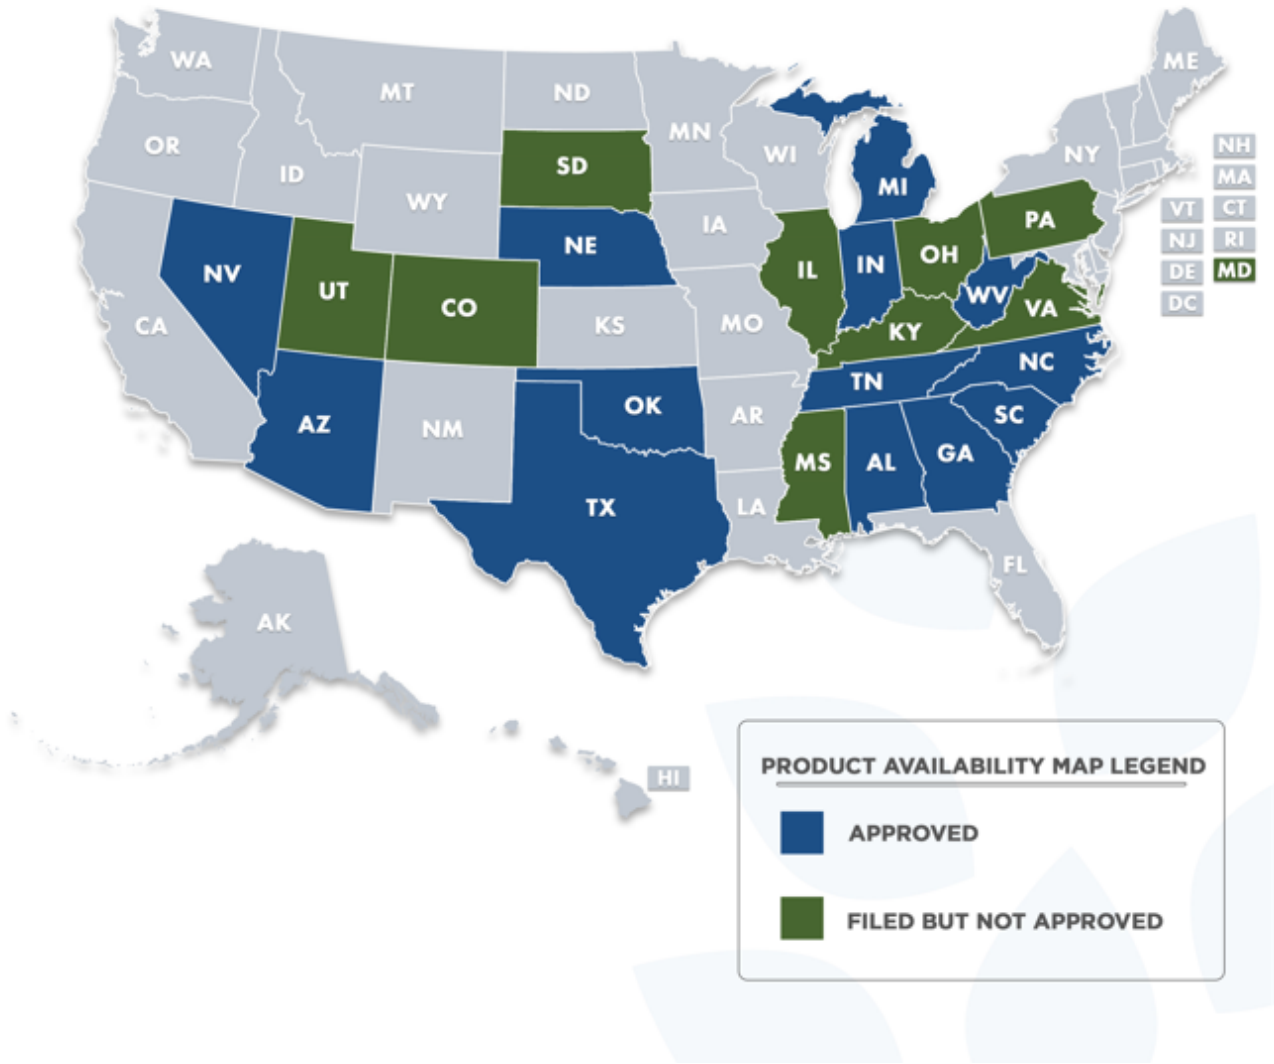 WA
MT
ND
MN
ME
OR
ID
SD
WI
NY
NH
MA
WY
MI
VT
CT
NE
IA
PA
NJ
RI
NV
UT
CO
IL
IN
OH
DE
MD
WV
VA
DC
CA
KS
MO
KY
NC
TN
AZ
NM
OK
AR
SC
MS
AL
GA
TX
LA
FL
AK
HI
PRODUCT AVAILABILITY MAP LEGEND
APPROVED
FILED BUT NOT APPROVED